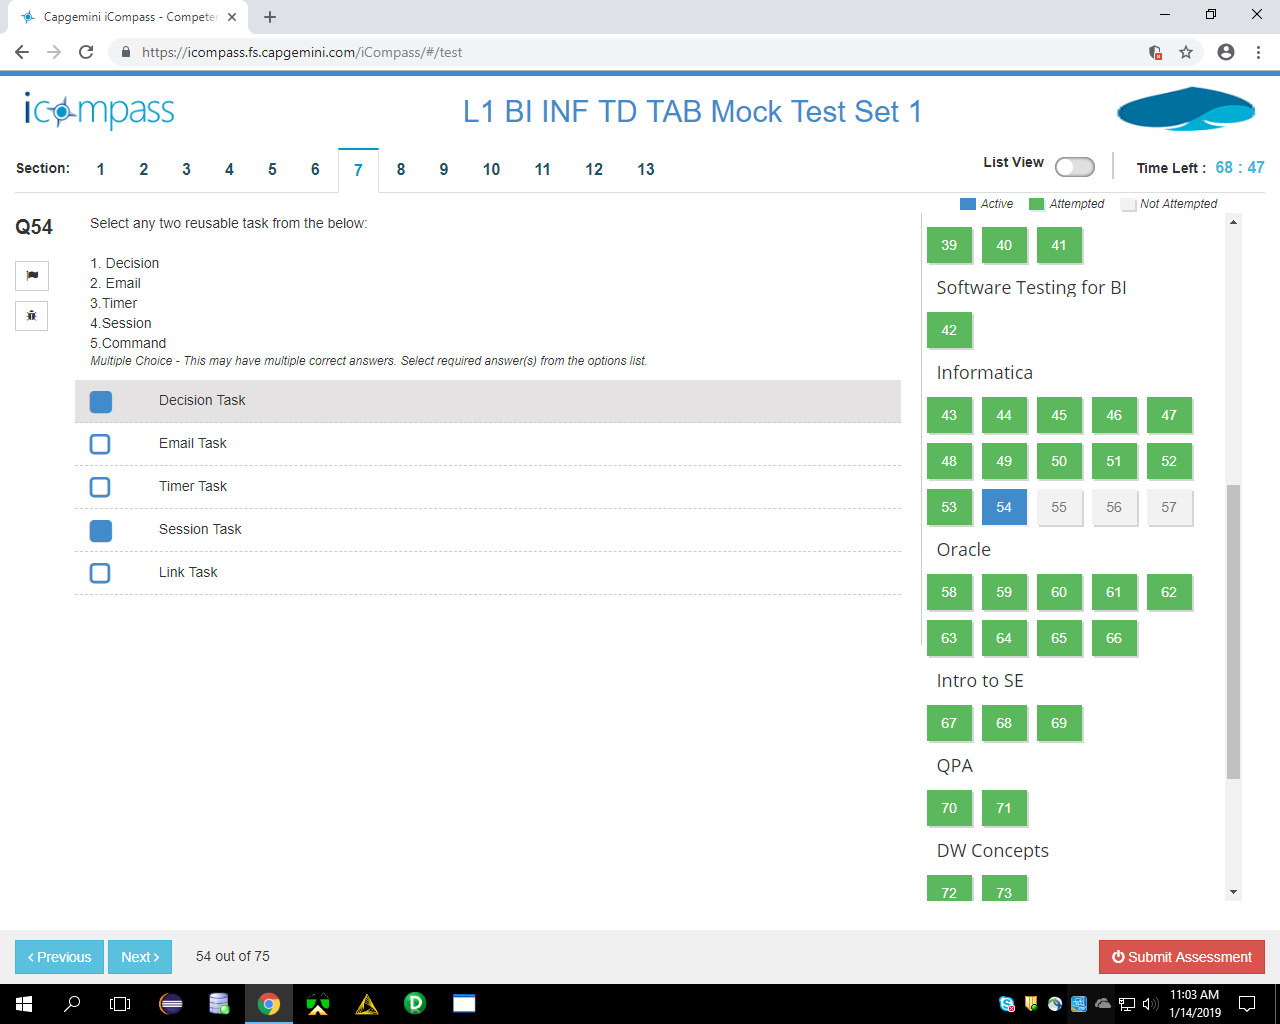 Capgemini iCompass - Competer
https://icompass.fs.capgemini.com/iCompass/#/test
icompass
L1 BI INF TD TAB Mock Test Set 1
Section: 1 2 3 4 5 6 7 8 9 10 11 12 13
List View
Time Left : 68 : 47
Active Attempted Not Attempted
Q54
Select any two reusable task from the below:
1. Decision
2. Email
3.Timer
4.Session
5.Command
Multiple Choice - This may have multiple correct answers. Select required answer(s) from the options list.
Decision Task
Email Task
Timer Task
Session Task
Link Task
39 40 41
Software Testing for BI
42
Informatica
43 44 45 46 47
48 49 50 51 52
53 54 55 56 57
Oracle
58 59 60 61 62
63 64 65 66
Intro to SE
67 68 69
QPA
70 71
DW Concepts
72 73
‹ Previous
Next ›
54 out of 75
Submit Assessment
11:03 AM
1/14/2019